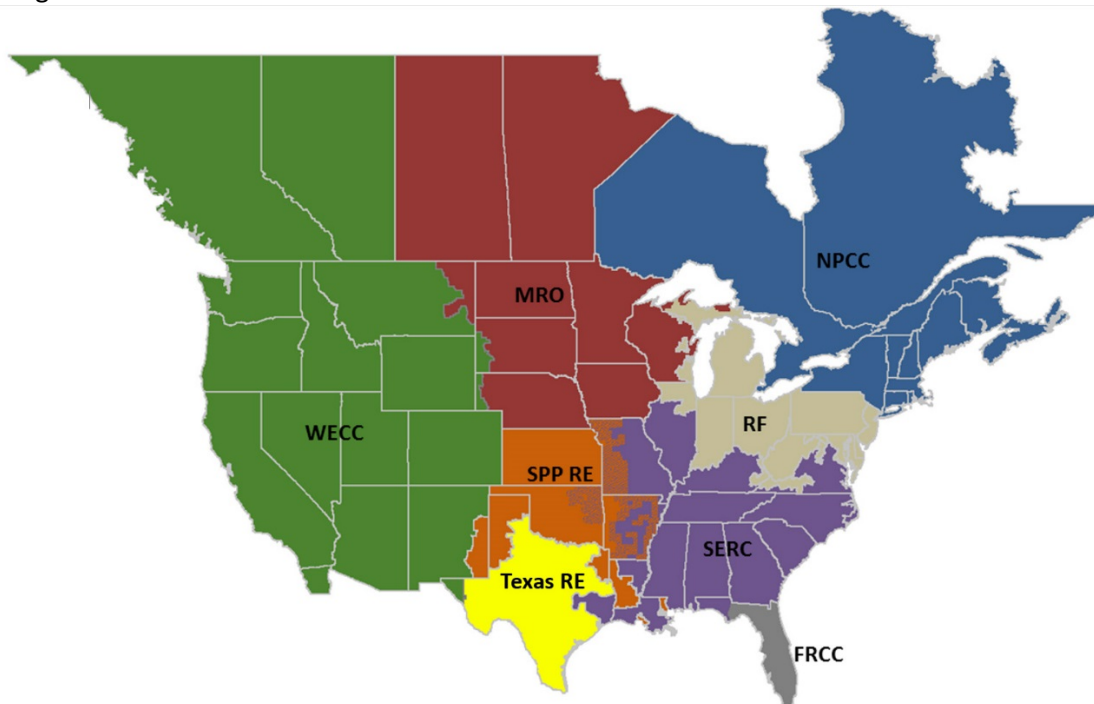 NPCC
MRO
RF
WECC
SPP RE
SERC
Texas RE
FRCC